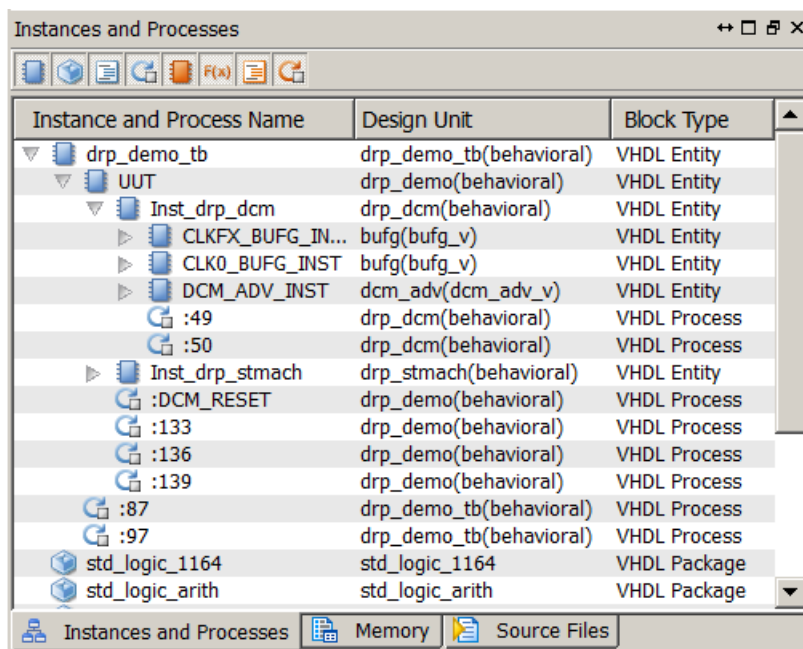 Instances and Processes
F(x)
Instance and Process Name Design Unit Block Type
drp_demo_tb drp_demo_tb(behavioral) VHDL Entity
UUT drp_demo(behavioral) VHDL Entity
Inst_drp_dcm drp_dcm(behavioral) VHDL Entity
CLKFX_BUFG_IN... bufg(bufg_v) VHDL Entity
CLK0_BUFG_INST bufg(bufg_v) VHDL Entity
DCM_ADV_INST dcm_adv(dcm_adv_v) VHDL Entity
:49 drp_dcm(behavioral) VHDL Process
:50 drp_dcm(behavioral) VHDL Process
Inst_drp_stmach drp_stmach(behavioral) VHDL Entity
:DCM_RESET drp_demo(behavioral) VHDL Process
:133 drp_demo(behavioral) VHDL Process
:136 drp_demo(behavioral) VHDL Process
:139 drp_demo(behavioral) VHDL Process
:87 drp_demo_tb(behavioral) VHDL Process
:97 drp_demo_tb(behavioral) VHDL Process
std_logic_1164 std_logic_1164 VHDL Package
std_logic_arith std_logic_arith VHDL Package
Instances and Processes Memory Source Files